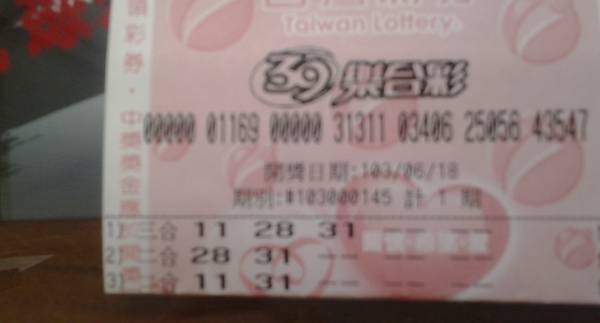 Taiwan Lottery.
39樂合彩
00000 01169 00000 31311 03406 25056 43547
開獎日期:103/06/18
期別:#103000145 計 1 期
1) 三合 11 28 31
2) 二合 28 31
3) 二合 11 31